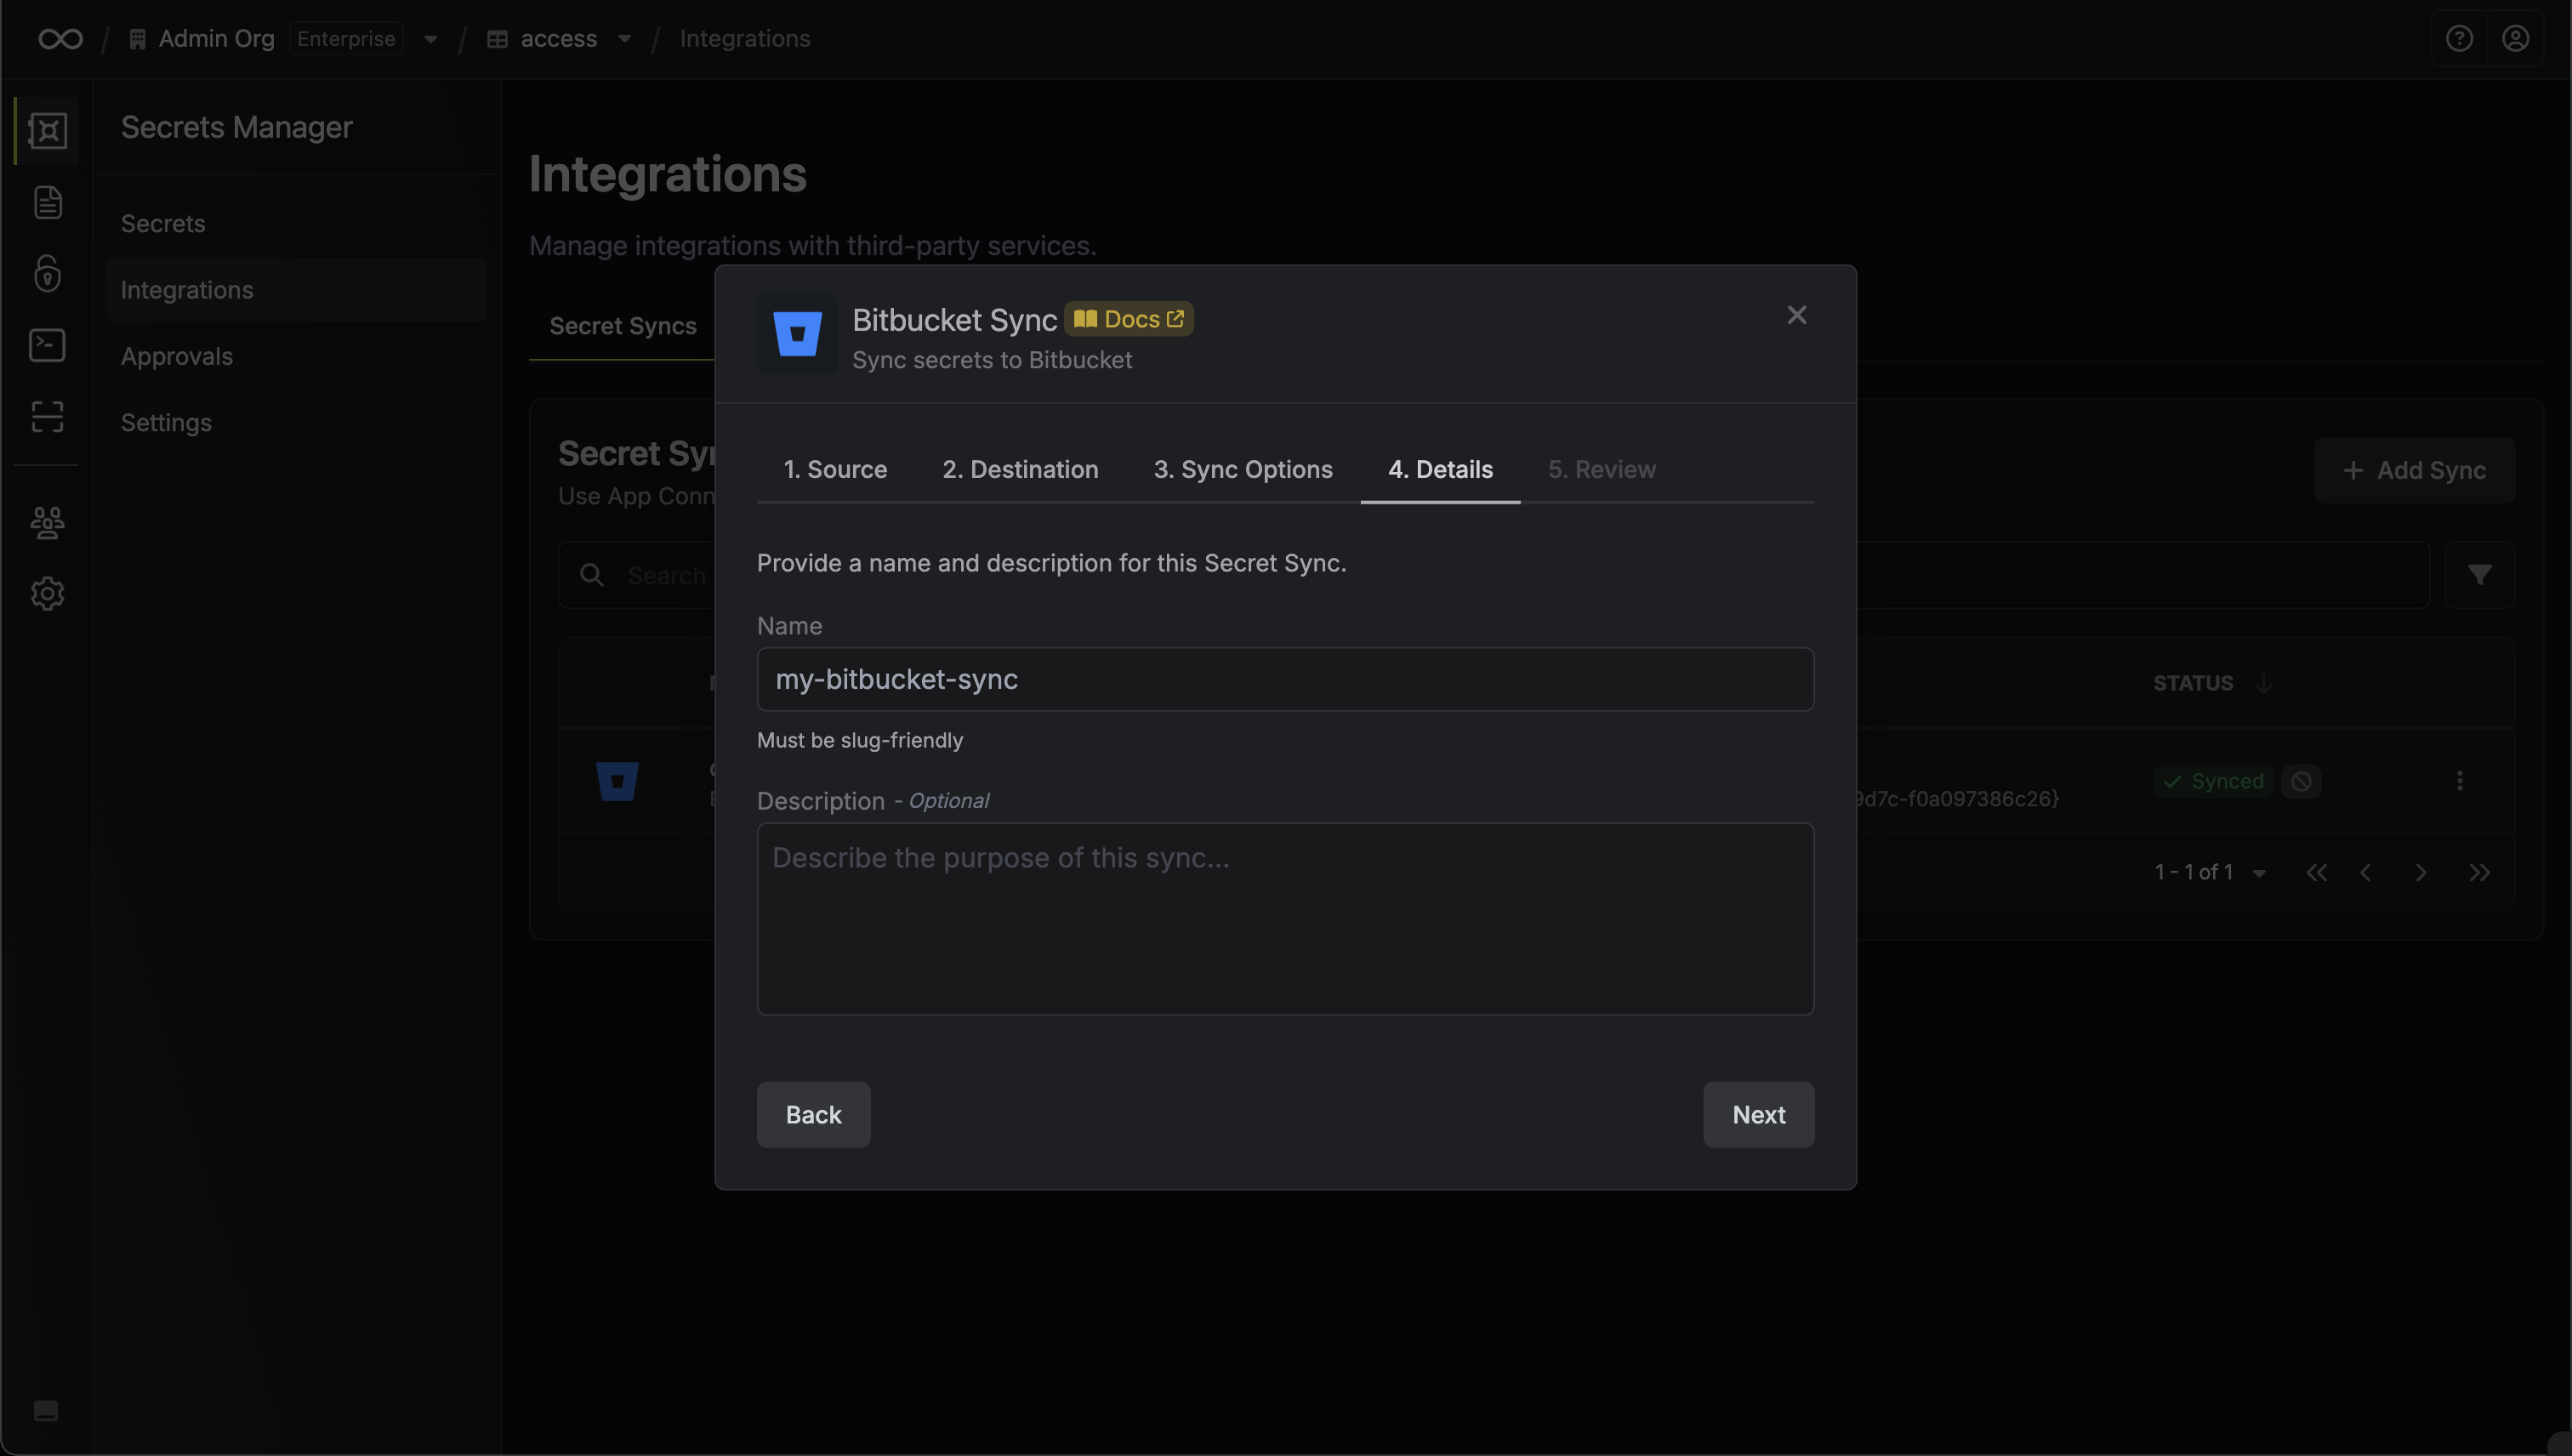 Admin Org Enterprise / access / Integrations
Secrets Manager
Secrets
Integrations
Approvals
Settings
Integrations
Manage integrations with third-party services.
Secret Syncs
Use App
+ Add Sync
Search
STATUS
Synced
9d7c-f0a097386c26}
1 - 1 of 1
Bitbucket Sync Docs
Sync secrets to Bitbucket
1. Source 2. Destination 3. Sync Options 4. Details 5. Review
Provide a name and description for this Secret Sync.
Name
my-bitbucket-sync
Must be slug-friendly
Description - Optional
Describe the purpose of this sync...
Back Next